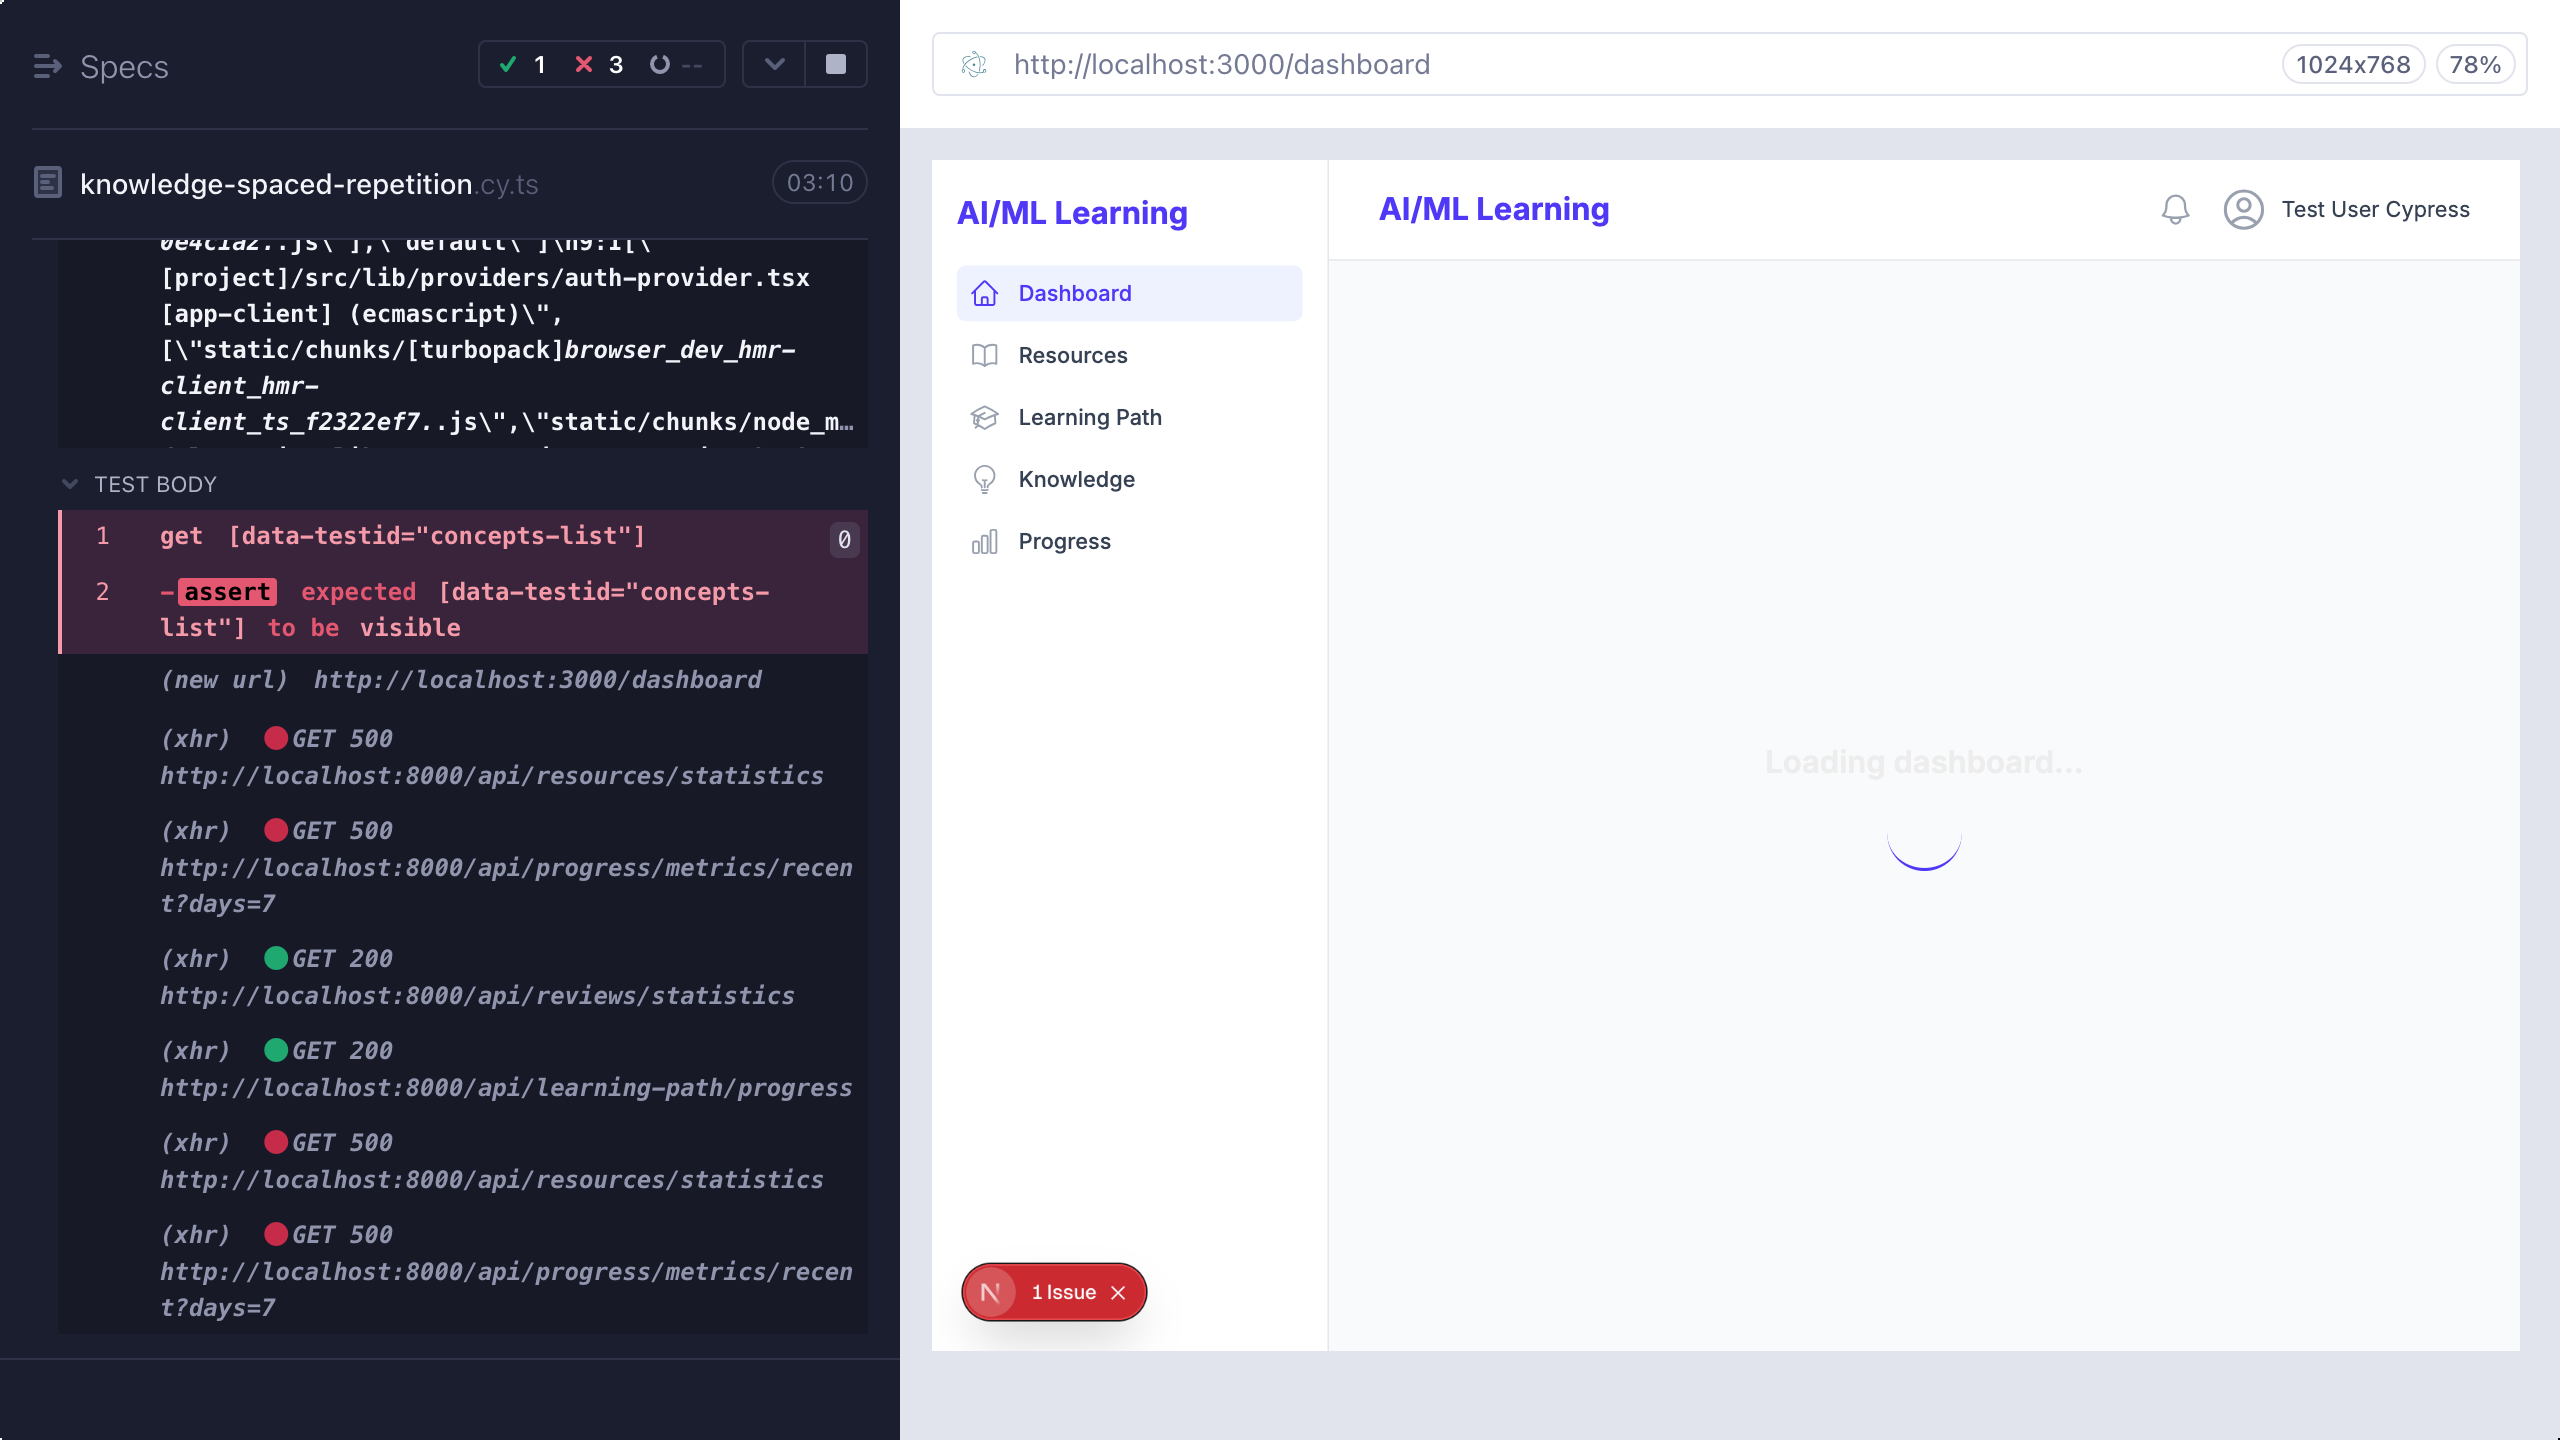 Specs
1 3 --
knowledge-spaced-repetition.cy.ts
03:10
0e4c1a2..js\"],\"default\"]\n9:I[\"
[project]/src/lib/providers/auth-provider.tsx
[app-client] (ecmascript)\",
[\"static/chunks/[turbopack]browser_dev_hmr-
client_hmr-
client_ts_f2322ef7..js\",\"static/chunks/node_m…
TEST BODY
1 get [data-testid="concepts-list"] 0
2 -assert expected [data-testid="concepts-
list"] to be visible
(new url) http://localhost:3000/dashboard
(xhr) GET 500
http://localhost:8000/api/resources/statistics
(xhr) GET 500
http://localhost:8000/api/progress/metrics/recen
t?days=7
(xhr) GET 200
http://localhost:8000/api/reviews/statistics
(xhr) GET 200
http://localhost:8000/api/learning-path/progress
(xhr) GET 500
http://localhost:8000/api/resources/statistics
(xhr) GET 500
http://localhost:8000/api/progress/metrics/recen
t?days=7
http://localhost:3000/dashboard
1024x768
78%
AI/ML Learning
Dashboard
Resources
Learning Path
Knowledge
Progress
N 1 Issue
AI/ML Learning
Test User Cypress
Loading dashboard...